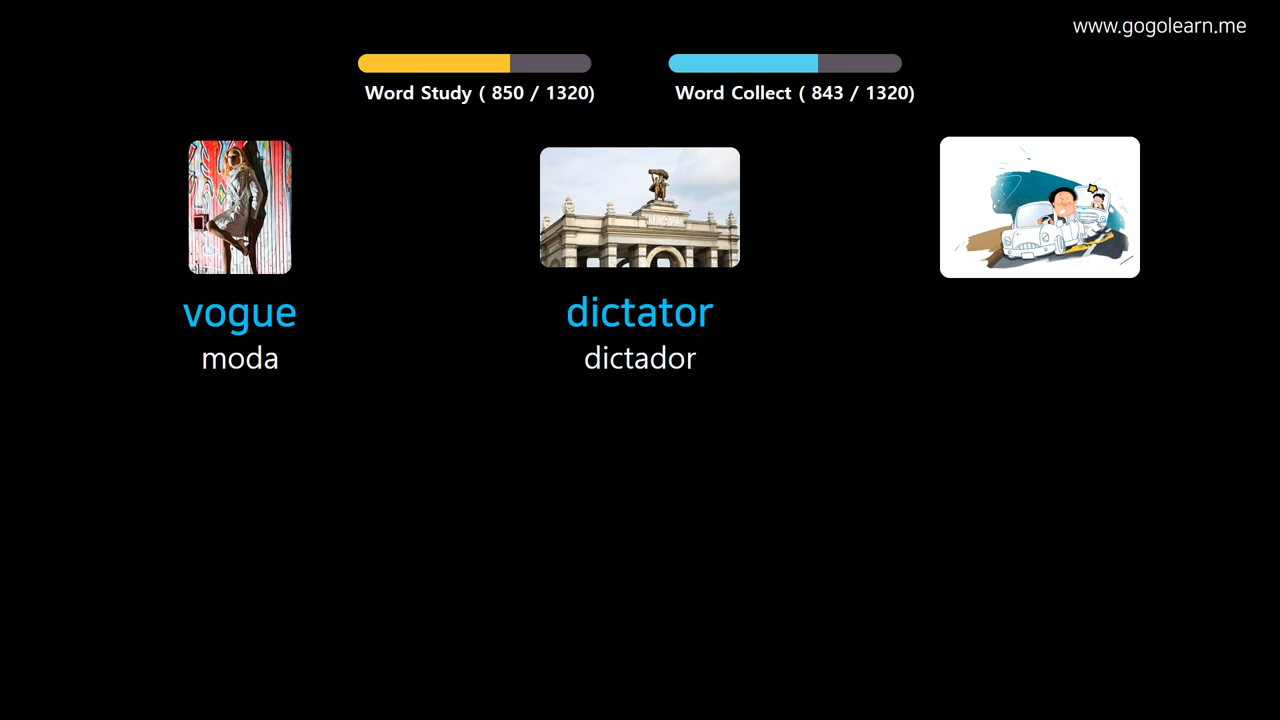 www.gogolearn.me
Word Study ( 850 / 1320)
Word Collect ( 843 / 1320)
vogue
dictator
moda
dictador